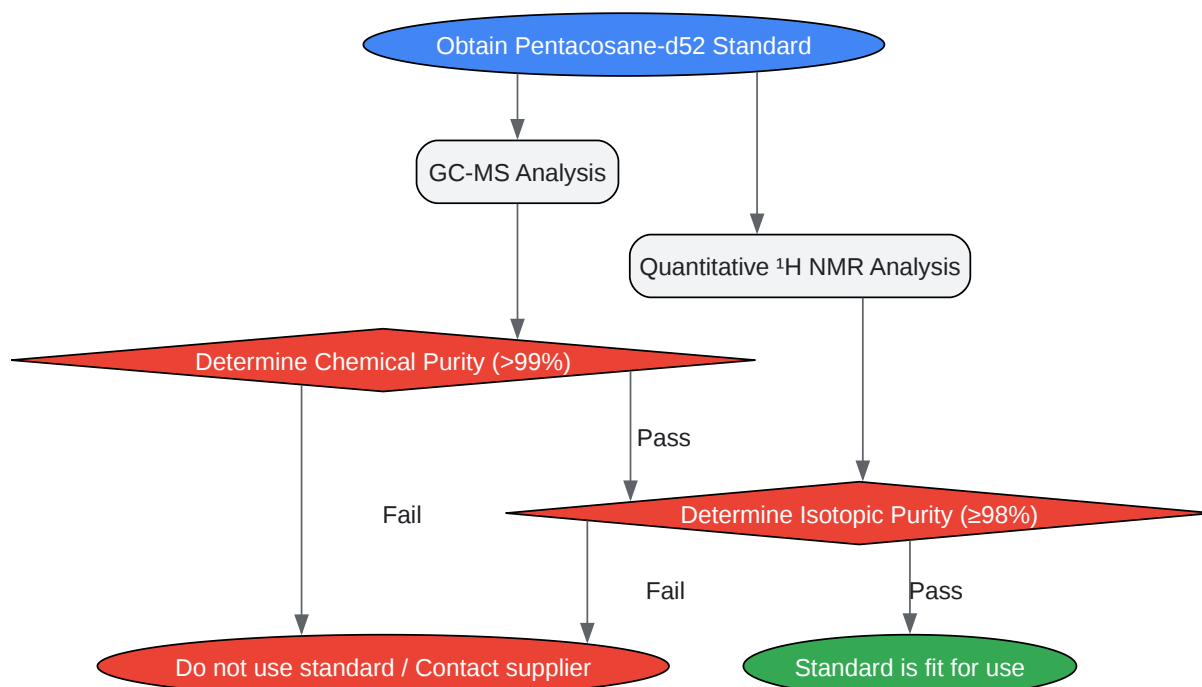 Obtain Pentacosane-d52 Standard
GC-MS Analysis
Quantitative ¹H NMR Analysis
Determine Chemical Purity (>99%)
Pass
Fail
Determine Isotopic Purity (≥98%)
Fail
Pass
Do not use standard / Contact supplier
Standard is fit for use